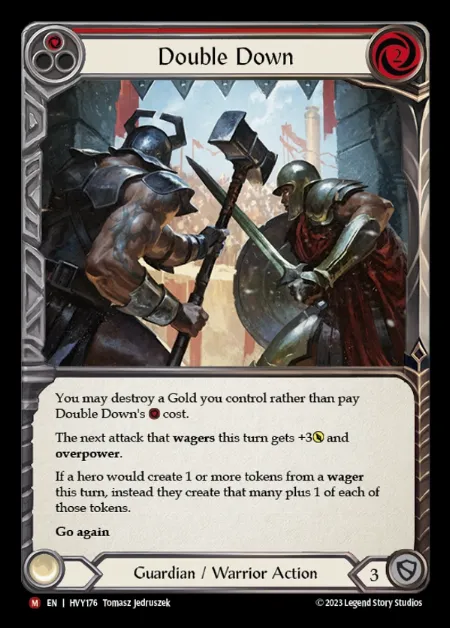 Double Down
2
You may destroy a Gold you control rather than pay
Double Down's cost.
The next attack that wagers this turn gets +3 and
overpower.
If a hero would create 1 or more tokens from a wager
this turn, instead they create that many plus 1 of each of
those tokens.
Go again
Guardian / Warrior Action
3
M EN | HVY176 Tomasz Jedruszek
© 2023 Legend Story Studios